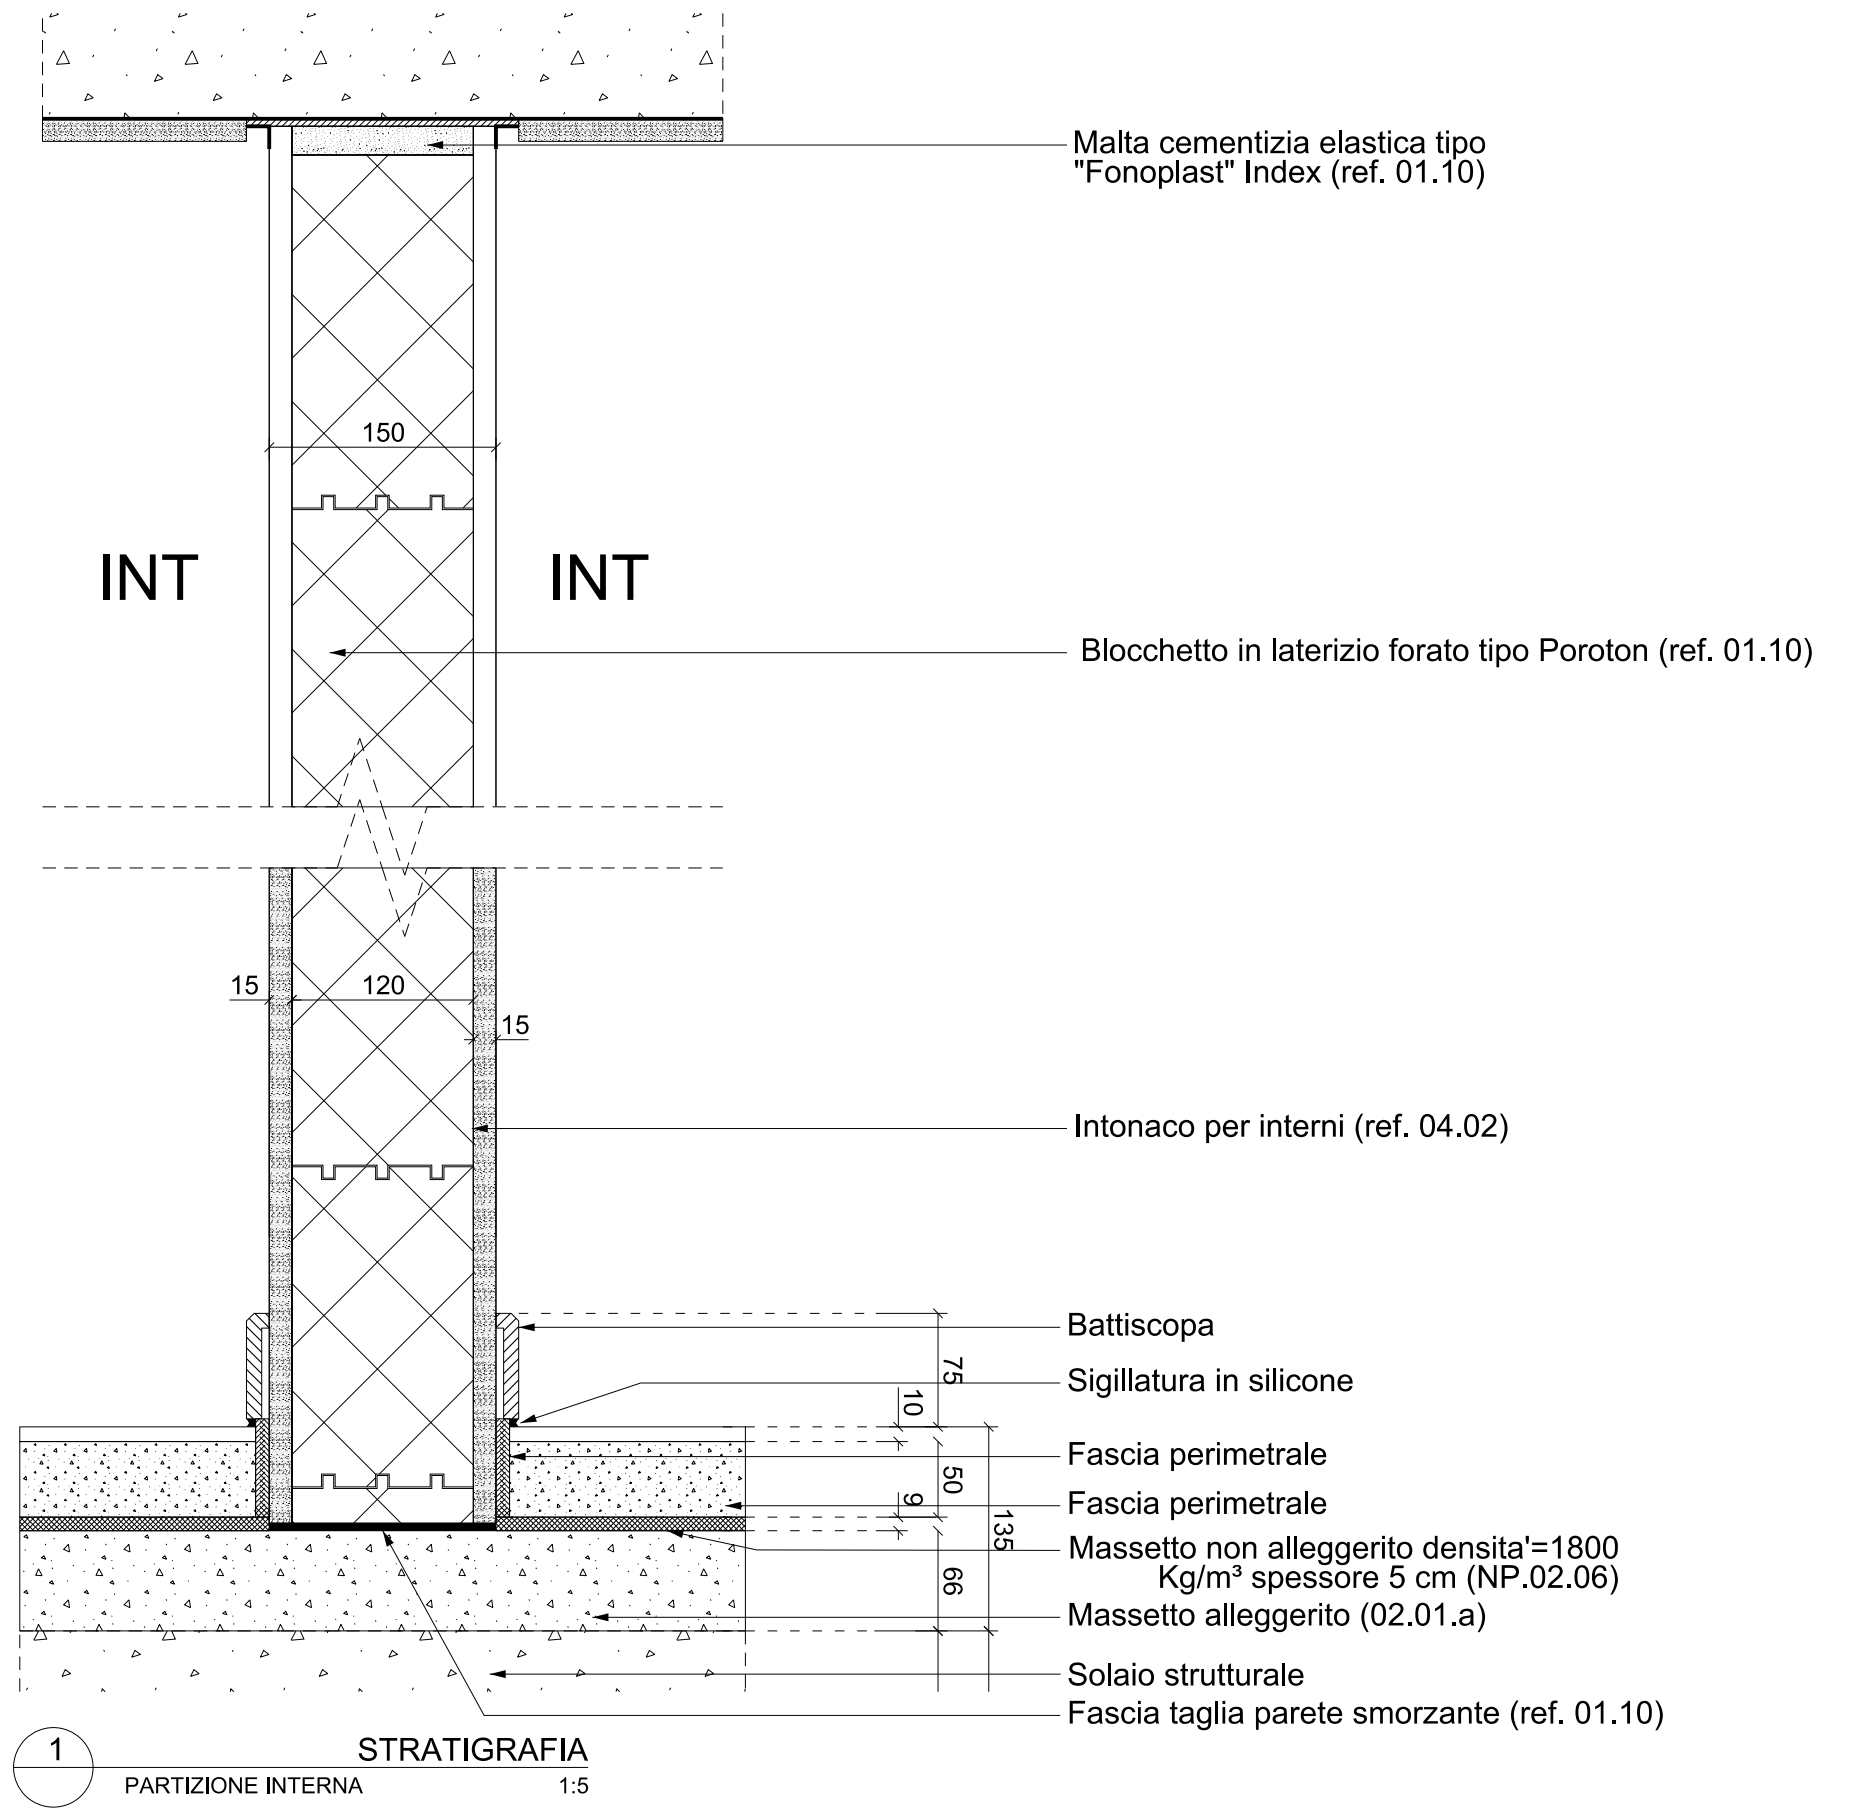 Malta cementizia elastica tipo
"Fonoplast" Index (ref. 01.10)
150
INT
INT
Blocchetto in laterizio forato tipo Poroton (ref. 01.10)
15
120
15
Intonaco per interni (ref. 04.02)
Battiscopa
75
Sigillatura in silicone
10
Fascia perimetrale
50
9
Fascia perimetrale
135
Massetto non alleggerito densita'=1800
Kg/m³ spessore 5 cm (NP.02.06)
66
Massetto alleggerito (02.01.a)
Solaio strutturale
Fascia taglia parete smorzante (ref. 01.10)
1
STRATIGRAFIA
PARTIZIONE INTERNA
1:5